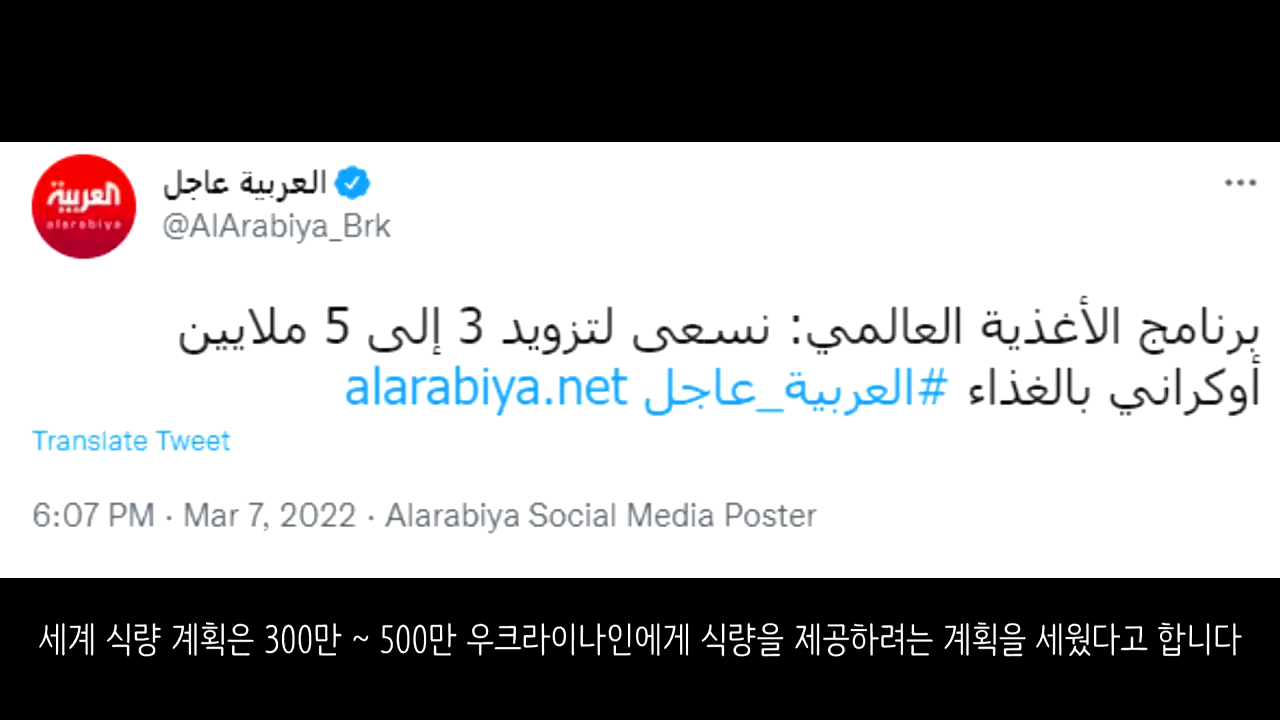 العربية
alarabiya
العربية عاجل
@AlArabiya_Brk
برنامج الأغذية العالمي: نسعى لتزويد 3 إلى 5 ملايين
أوكراني بالغذاء #العربية_عاجل alarabiya.net
Translate Tweet
6:07 PM · Mar 7, 2022 · Alarabiya Social Media Poster
세계 식량 계획은 300만 ~ 500만 우크라이나인에게 식량을 제공하려는 계획을 세웠다고 합니다